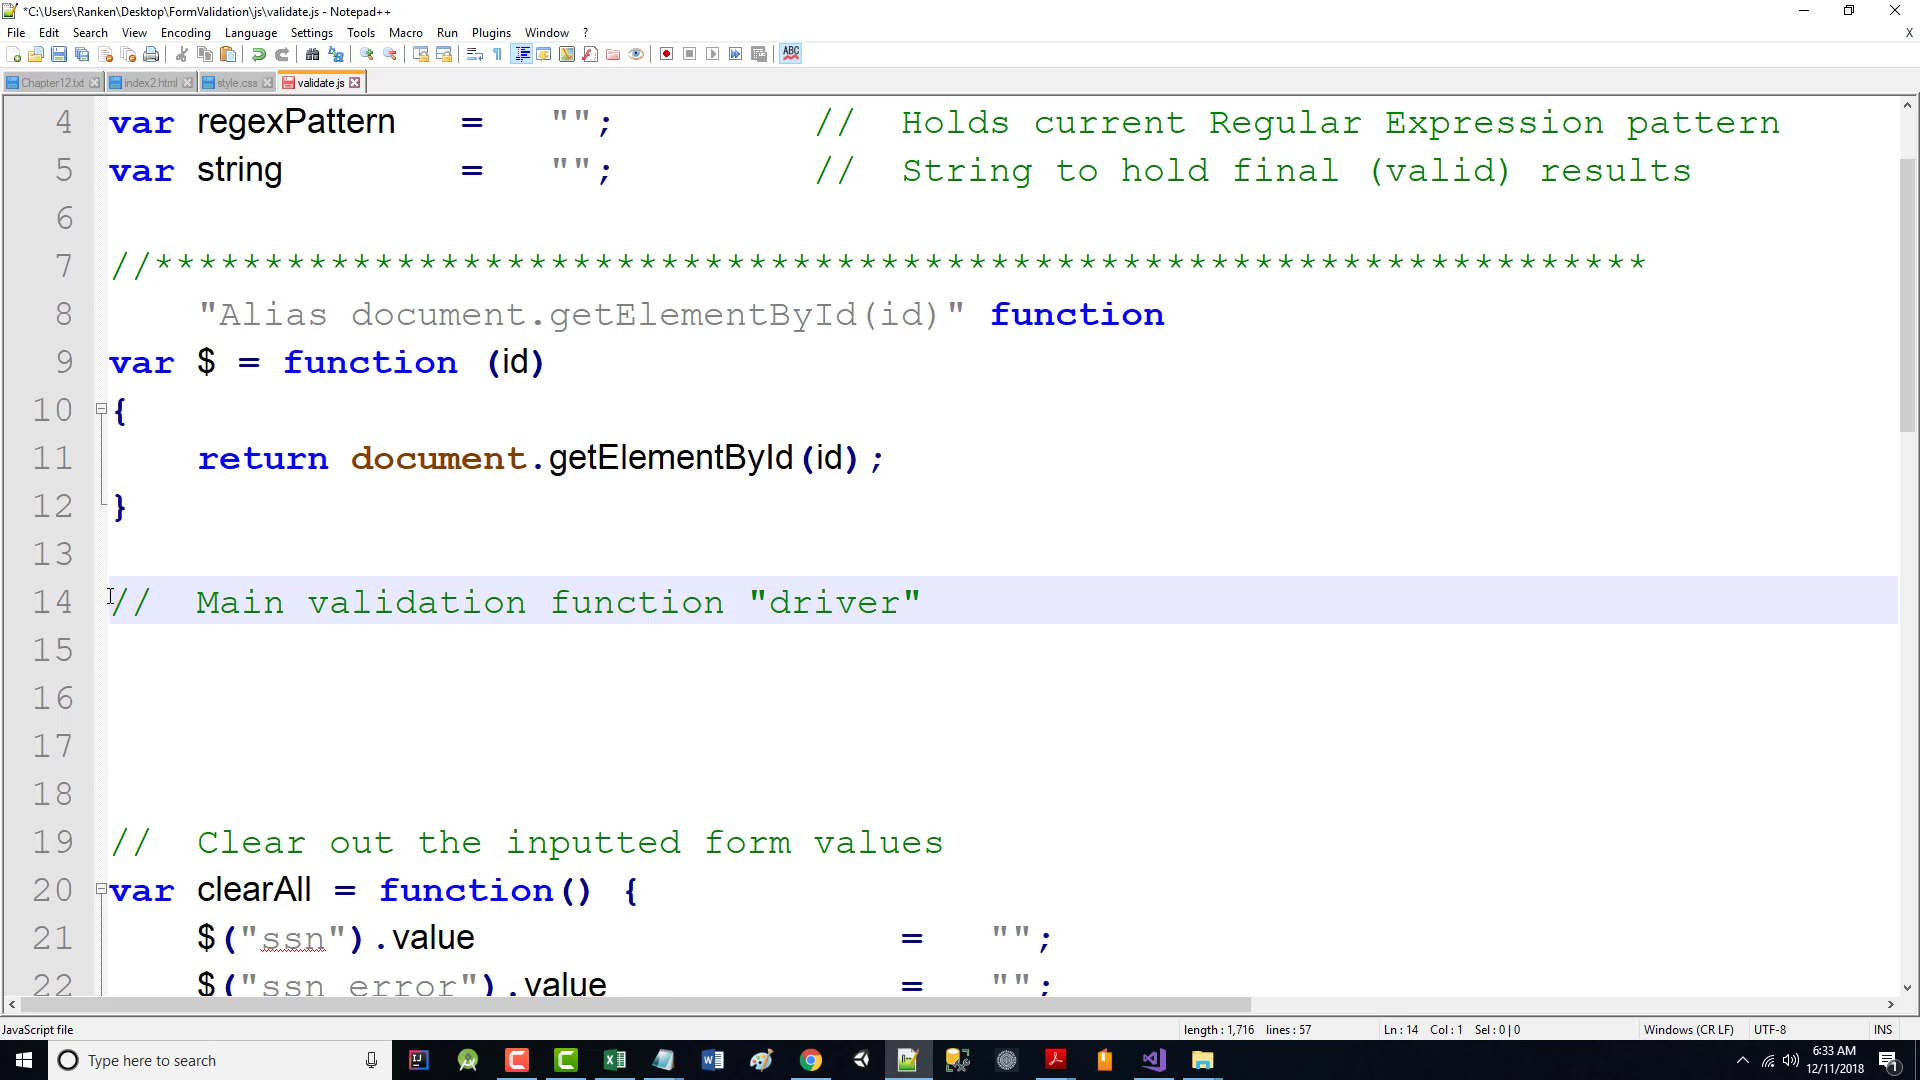 *C:\Users\Ranken\Desktop\FormValidation\js\validate.js - Notepad++
File Edit Search View Encoding Language Settings Tools Macro Run Plugins Window ? X
Chapter12.txt index2.html style.css validate.js
4 var regexPattern = ""; // Holds current Regular Expression pattern
5 var string = ""; // String to hold final (valid) results
6
7 //********************************************************************
8 "Alias document.getElementById(id)" function
9 var $ = function (id)
10 {
11 return document.getElementById(id);
12 }
13
14 // Main validation function "driver"
15
16
17
18
19 // Clear out the inputted form values
20 var clearAll = function() {
21 $("ssn").value = "";
22 $("ssn_error").value = "";
JavaScript file length : 1,716 lines : 57 Ln : 14 Col : 1 Sel : 0 | 0 Windows (CR LF) UTF-8 INS
Type here to search
6:33 AM
12/11/2018